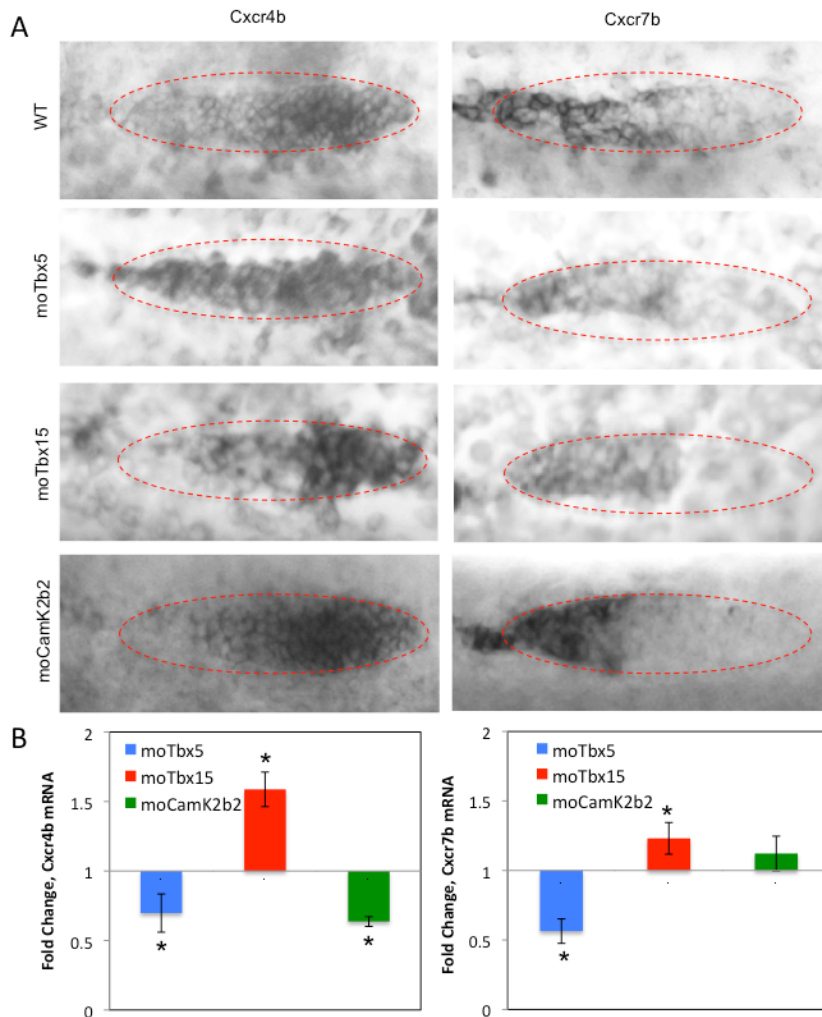 A
Cxcr4b
Cxcr7b
WT
moTbx5
moTbx15
moCamK2b2
B
Fold Change, Cxcr4b mRNA
2
1.5
1
0.5
0
moTbx5
moTbx15
moCamK2b2
*
*
*
Fold Change, Cxcr7b mRNA
2
1.5
1
0.5
0
moTbx5
moTbx15
moCamK2b2
*
*